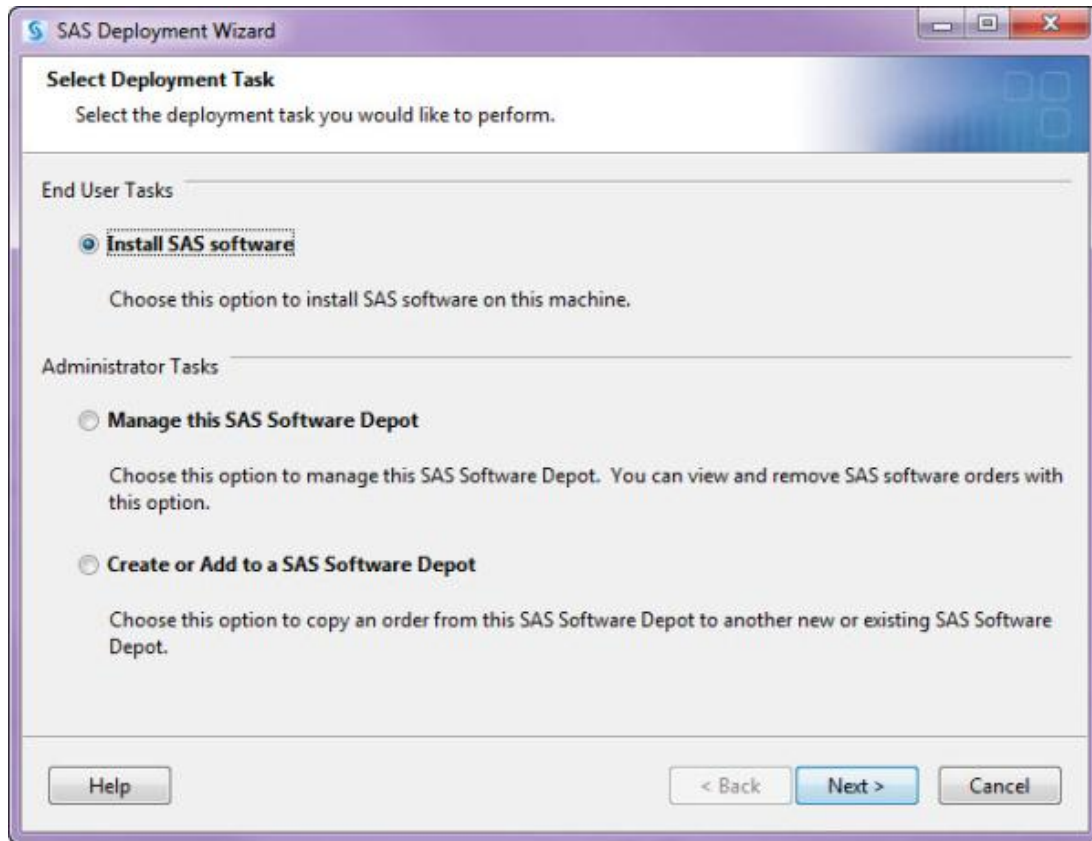 SAS Deployment Wizard
Select Deployment Task
Select the deployment task you would like to perform.
End User Tasks
Install SAS software
Choose this option to install SAS software on this machine.
Administrator Tasks
Manage this SAS Software Depot
Choose this option to manage this SAS Software Depot.  You can view and remove SAS software orders with
this option.
Create or Add to a SAS Software Depot
Choose this option to copy an order from this SAS Software Depot to another new or existing SAS Software
Depot.
Help
< Back
Next >
Cancel